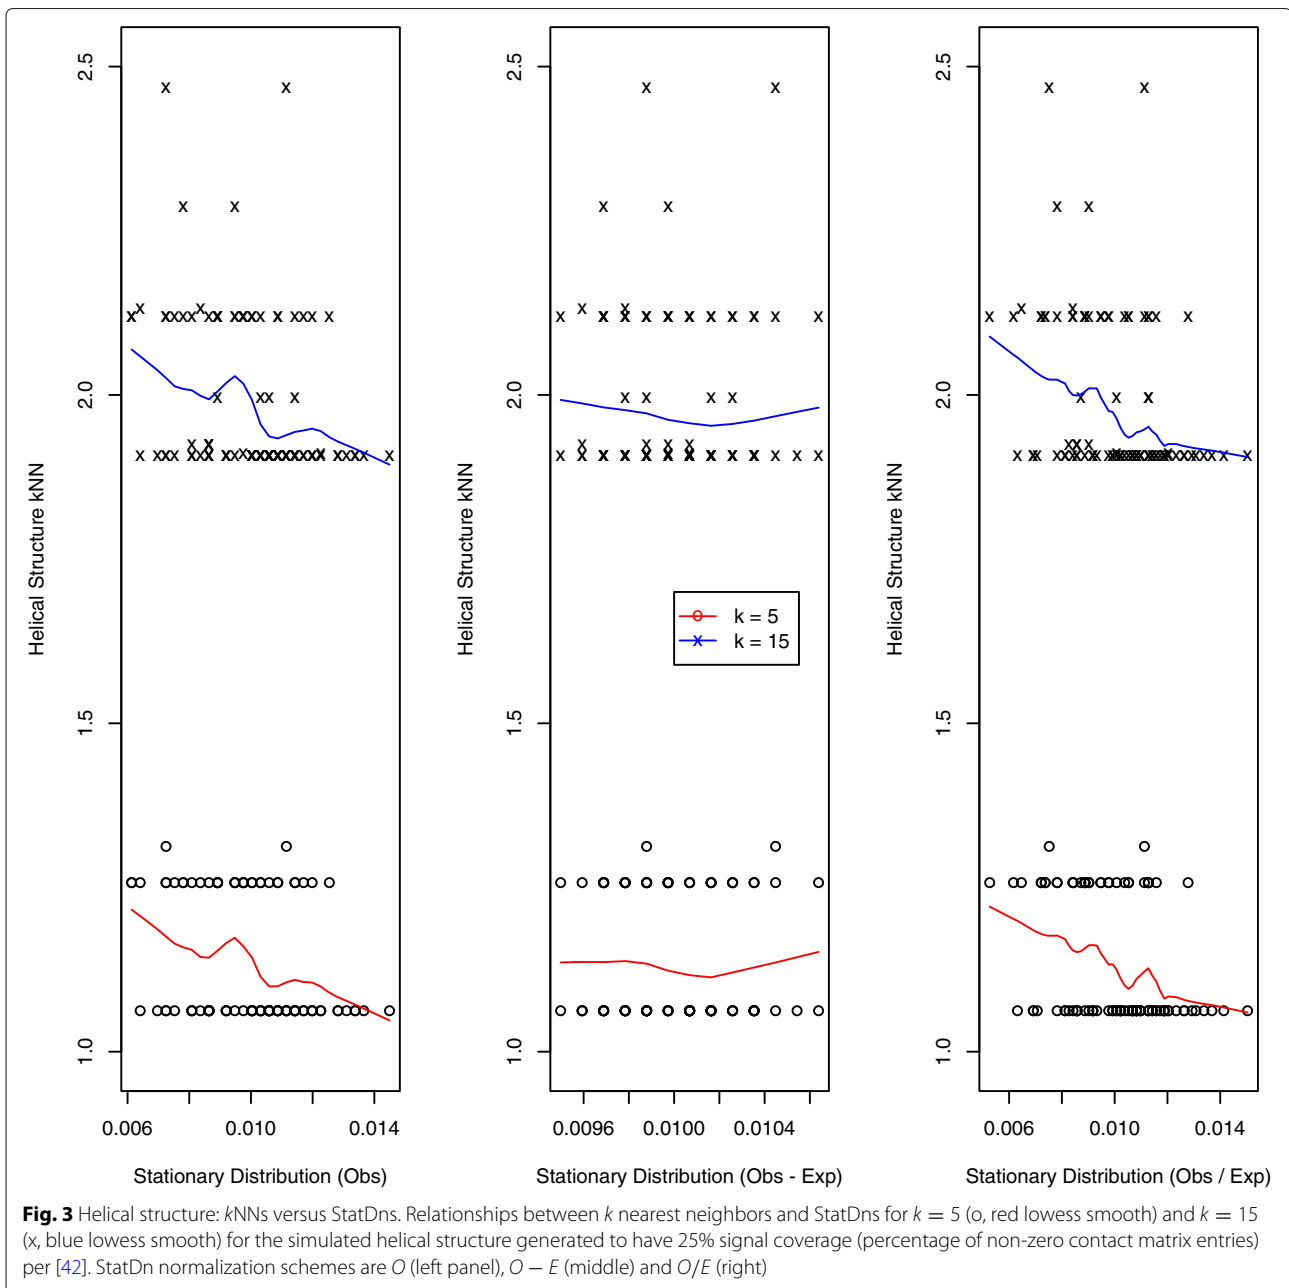 2.5
2.0
1.5
1.0
Helical Structure kNN
0.006 0.010 0.014
Stationary Distribution (Obs)
2.5
2.0
1.5
1.0
Helical Structure kNN
k = 5
k = 15
0.0096 0.0100 0.0104
Stationary Distribution (Obs - Exp)
2.5
2.0
1.5
1.0
Helical Structure kNN
0.006 0.010 0.014
Stationary Distribution (Obs / Exp)
Fig. 3 Helical structure: kNNs versus StatDns. Relationships between k nearest neighbors and StatDns for k = 5 (o, red lowess smooth) and k = 15
(x, blue lowess smooth) for the simulated helical structure generated to have 25% signal coverage (percentage of non-zero contact matrix entries)
per [42]. StatDn normalization schemes are O (left panel), O − E (middle) and O/E (right)